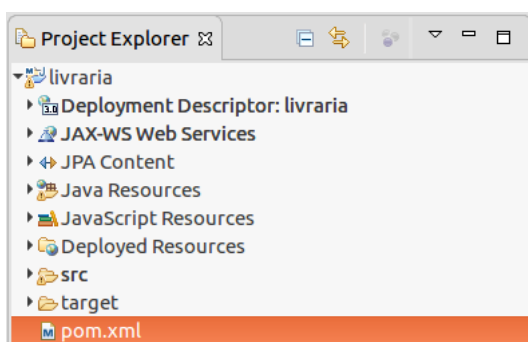 Project Explorer
livraria
Deployment Descriptor: livraria
JAX-WS Web Services
JPA Content
Java Resources
JavaScript Resources
Deployed Resources
src
target
pom.xml